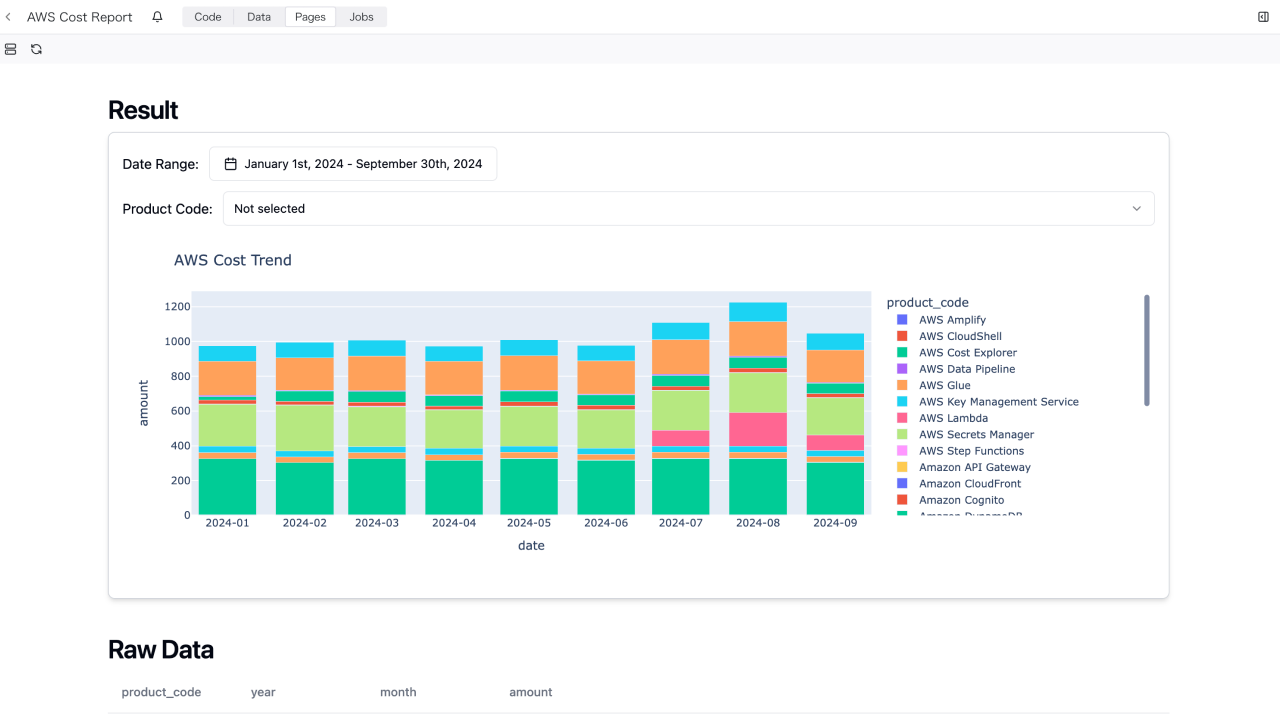 AWS Cost Report Code Data Pages Jobs
Result
Date Range: January 1st, 2024 - September 30th, 2024
Product Code: Not selected
AWS Cost Trend
1200
1000
800
600
400
200
0
amount
2024-01 2024-02 2024-03 2024-04 2024-05 2024-06 2024-07 2024-08 2024-09
date
product_code
AWS Amplify
AWS CloudShell
AWS Cost Explorer
AWS Data Pipeline
AWS Glue
AWS Key Management Service
AWS Lambda
AWS Secrets Manager
AWS Step Functions
Amazon API Gateway
Amazon CloudFront
Amazon Cognito
Amazon DynamoDB
Raw Data
product_code year month amount